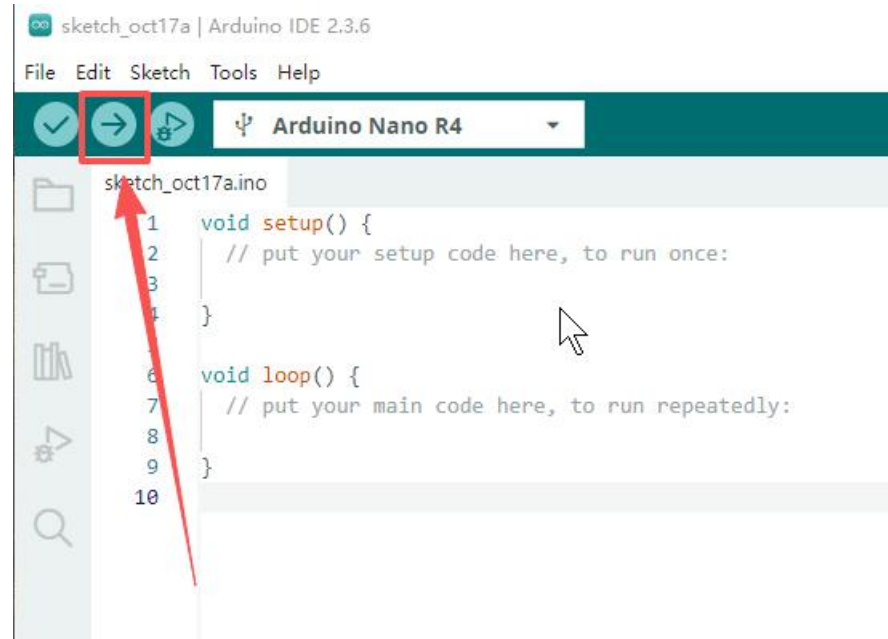 sketch_oct17a | Arduino IDE 2.3.6
File Edit Sketch Tools Help
Arduino Nano R4
sketch_oct17a.ino
1 void setup() {
2 // put your setup code here, to run once:
3
4 }
5
6 void loop() {
7 // put your main code here, to run repeatedly:
8
9 }
10